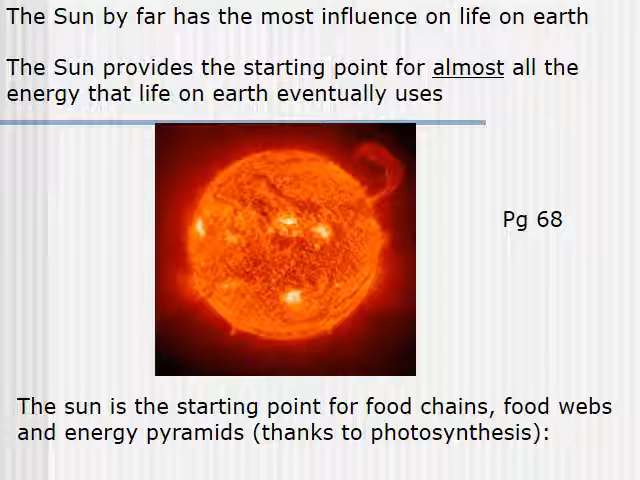 The Sun by far has the most influence on life on earth
The Sun provides the starting point for almost all the
energy that life on earth eventually uses
Pg 68
The sun is the starting point for food chains, food webs
and energy pyramids (thanks to photosynthesis):